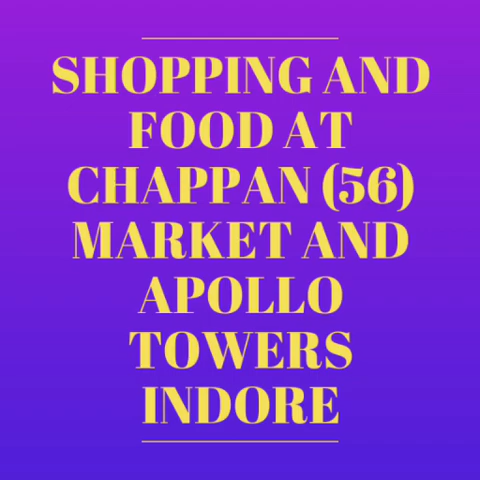 SHOPPING AND
FOOD AT
CHAPPAN (56)
MARKET AND
APOLLO
TOWERS
INDORE